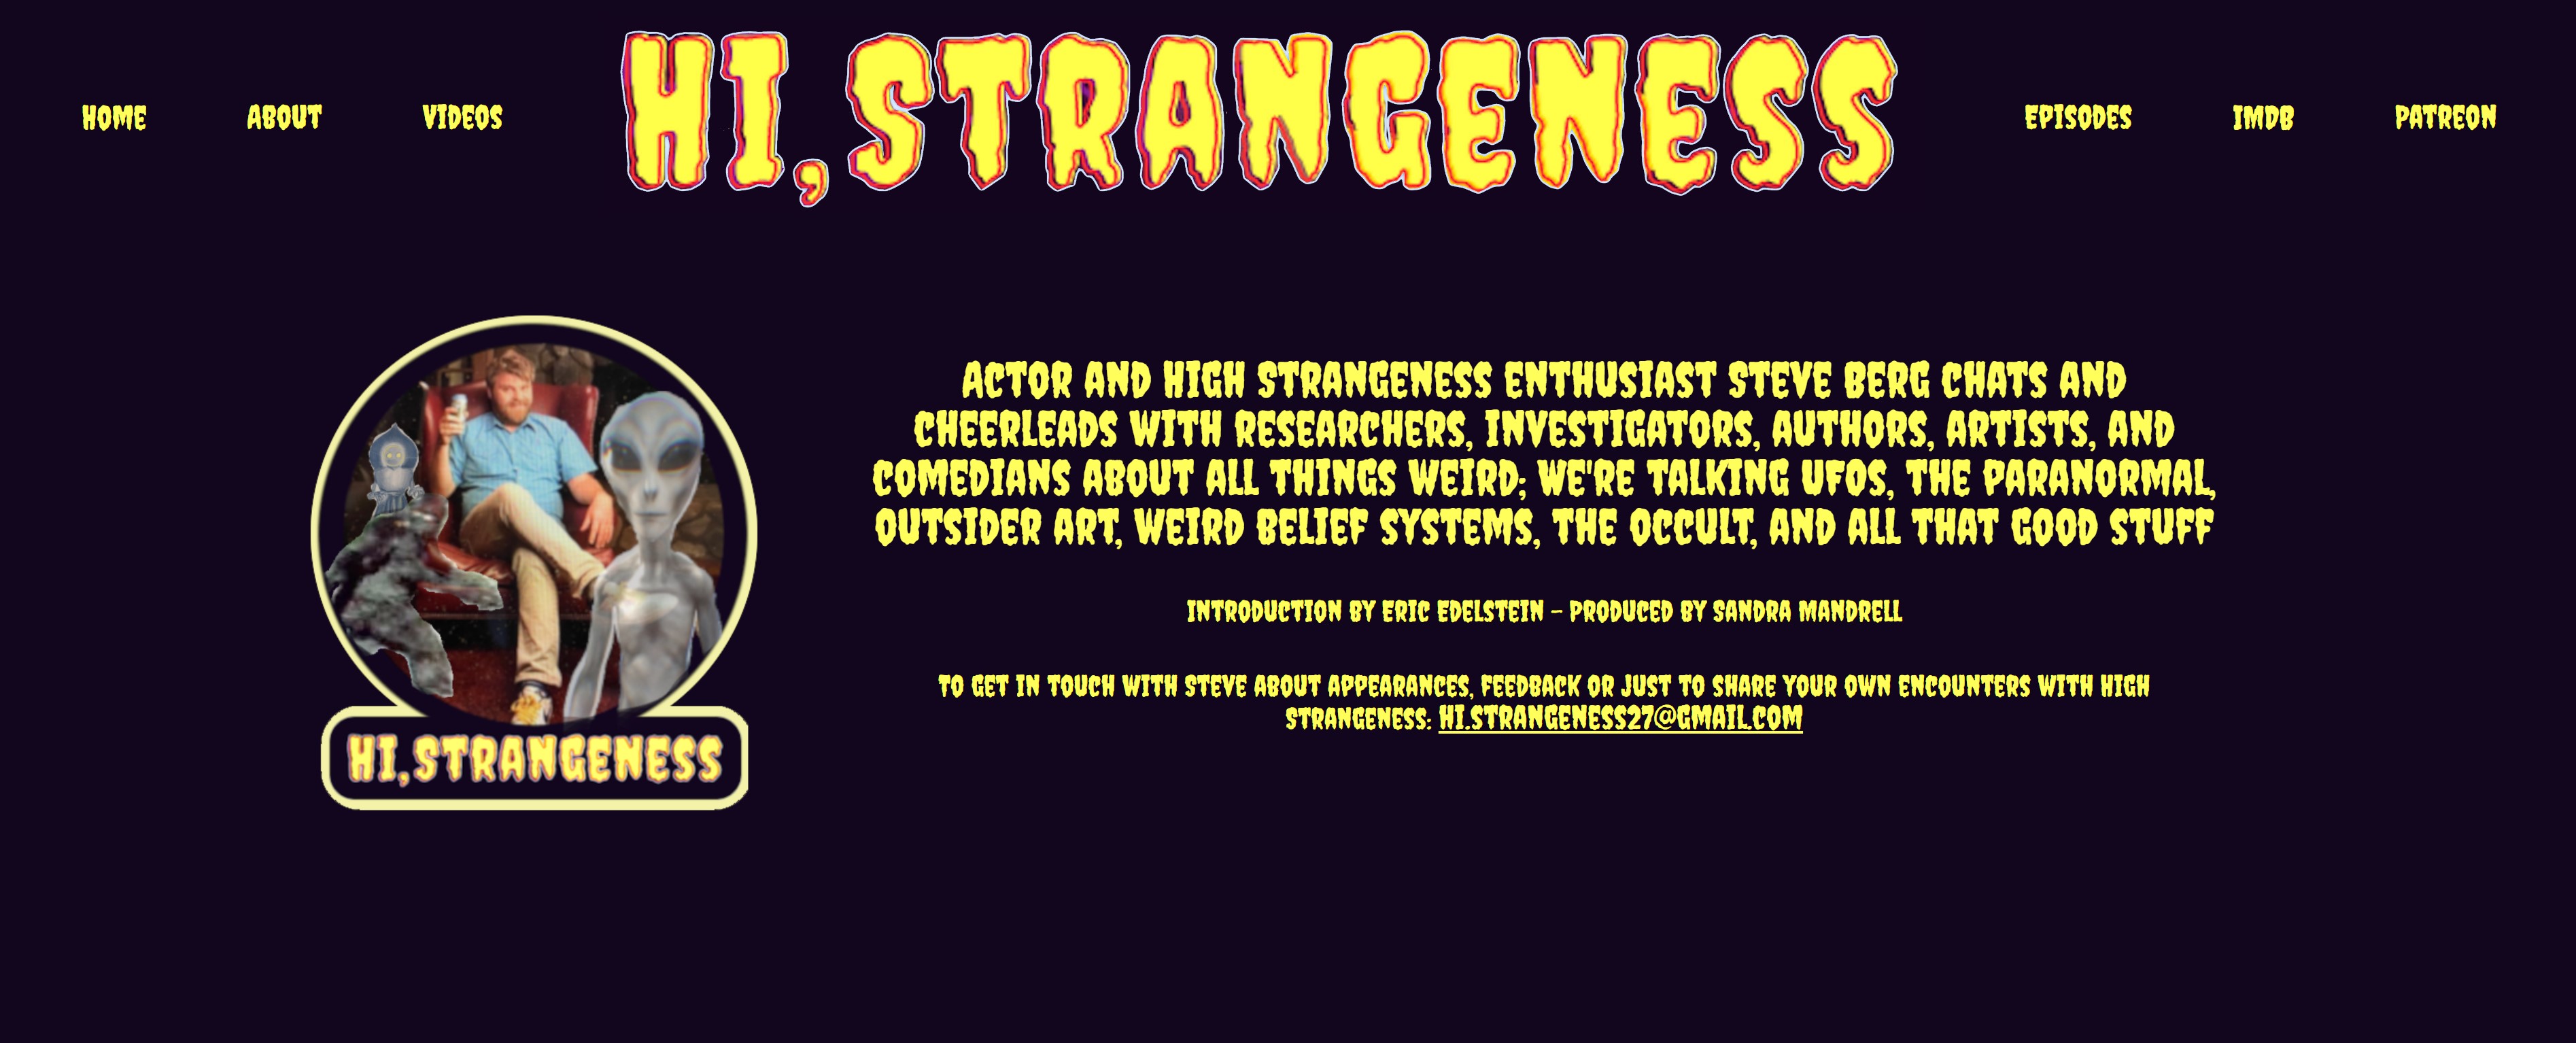 HOME
ABOUT
VIDEOS
HI, STRANGENESS
EPISODES
IMDB
PATREON
ACTOR AND HIGH STRANGENESS ENTHUSIAST STEVE BERG CHATS AND
CHEERLEADS WITH RESEARCHERS, INVESTIGATORS, AUTHORS, ARTISTS, AND
COMEDIANS ABOUT ALL THINGS WEIRD; WE'RE TALKING UFOS, THE PARANORMAL,
OUTSIDER ART, WEIRD BELIEF SYSTEMS, THE OCCULT, AND ALL THAT GOOD STUFF
INTRODUCTION BY ERIC EDELSTEIN - PRODUCED BY SANDRA MANDRELL
TO GET IN TOUCH WITH STEVE ABOUT APPEARANCES, FEEDBACK OR JUST TO SHARE YOUR OWN ENCOUNTERS WITH HIGH
STRANGENESS: HI.STRANGENESS27@GMAIL.COM
HI, STRANGENESS